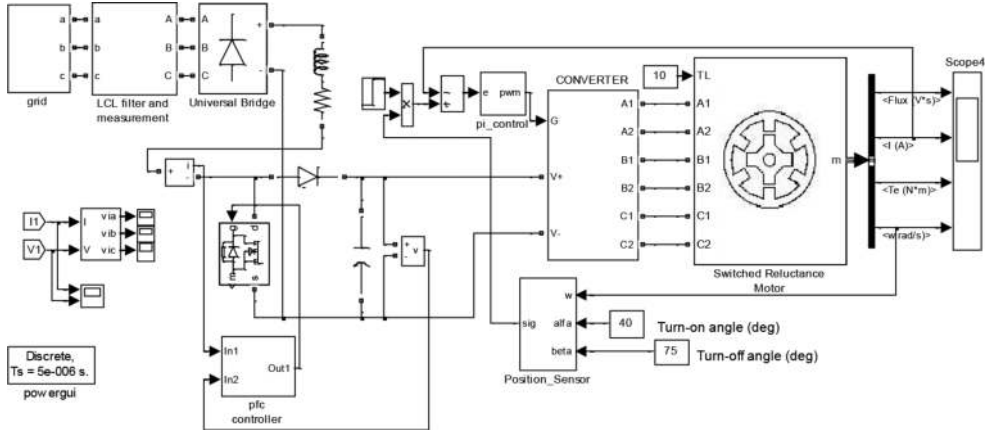 a A A +
b b B B
c c C C -
grid
LCL filter and
measurement
Universal Bridge
+ i -
I1 I via
V1 V vib
vic
Discrete,
Ts = 5e-006 s.
powergui
g d
m s
In1
In2
Out1
pfc
controller
+ v -
×
e pwm
pi_control
CONVERTER
G
V+
V-
A1
A2
B1
B2
C1
C2
10
TL
A1
A2
B1
B2
C1
C2
m
Switched Reluctance
Motor
Scope4
<Flux (V*s)>
<I (A)>
<Te (N*m)>
<w(rad/s)>
w
sig alfa
beta
Position_Sensor
40 Turn-on angle (deg)
75 Turn-off angle (deg)